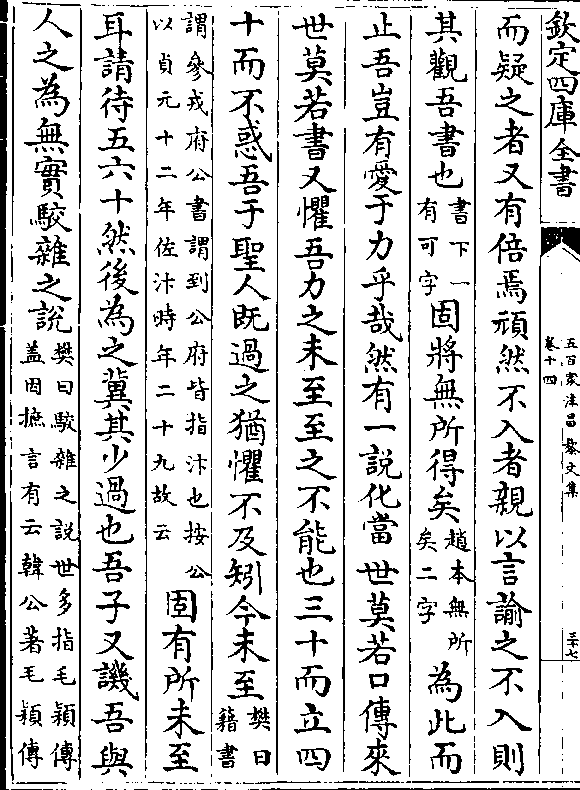 欽定四庫全書
五百家注昌黎文集
卷十四
三十七
而疑之者又有倍焉頑然不入者親以言諭之不入則
其觀吾書也書下一有可字固將無所得矣趙本無所矣二字為此而
止吾豈有愛于力乎哉然有一說化當世莫若口傳來
世莫若書又懼吾力之未至至之不能也三十而立四
十而不惑吾于聖人既過之猶懼不及矧今未至樊曰籍書
謂參戎府公書謂到公府皆指汴也按公以貞元十二年佐汴時年二十九故云固有所未至
耳請待五六十然後為之冀其少過也吾子又譏吾與
人之為無實駮雜之說樊曰駮雜之說世多指毛頴傳盖因摭言有云韓公著毛頴傳